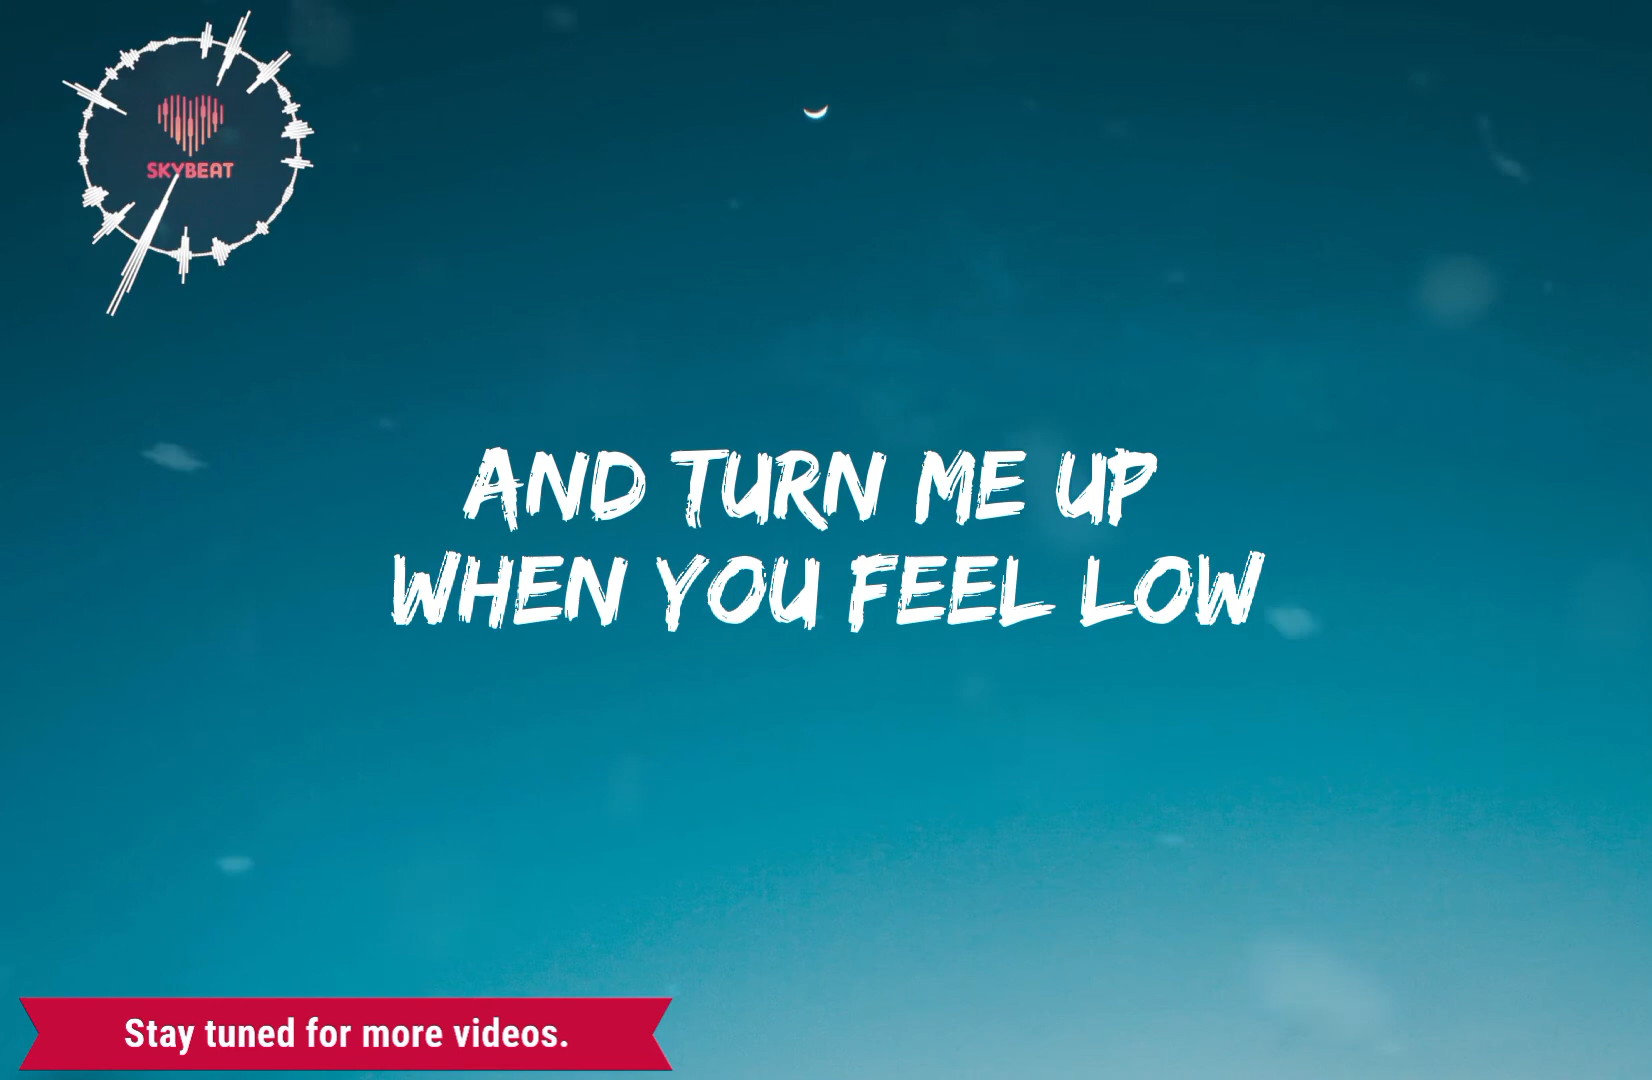 SKYBEAT
AND TURN ME UP
WHEN YOU FEEL LOW
Stay tuned for more videos.